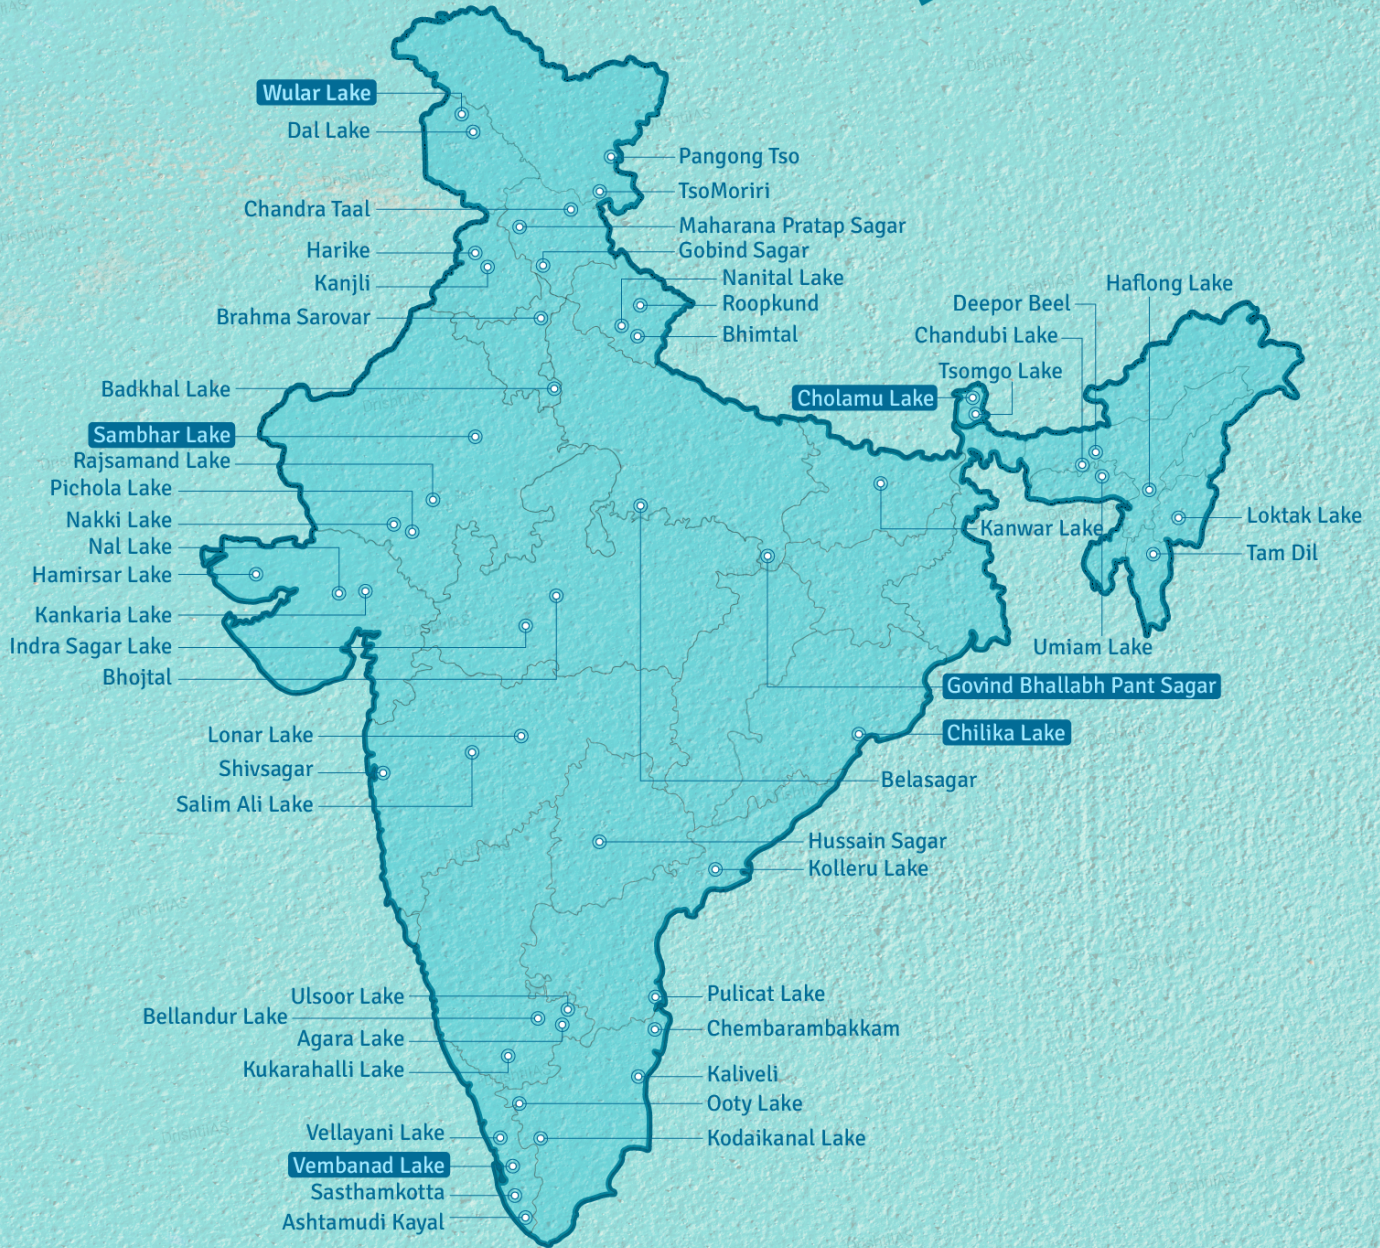 Wular Lake
Dal Lake
Pangong Tso
TsoMoriri
Chandra Taal
Maharana Pratap Sagar
Harike
Gobind Sagar
Kanjli
Nanital Lake
Haflong Lake
Roopkund
Deepor Beel
Brahma Sarovar
Bhimtal
Chandubi Lake
Tsomgo Lake
Badkhal Lake
Cholamu Lake
Sambhar Lake
Rajsamand Lake
Pichola Lake
Nakki Lake
Kanwar Lake
Loktak Lake
Nal Lake
Tam Dil
Hamirsar Lake
Kankaria Lake
Indra Sagar Lake
Umiam Lake
Bhojtal
Govind Bhallabh Pant Sagar
Lonar Lake
Chilika Lake
Shivsagar
Belasagar
Salim Ali Lake
Hussain Sagar
Kolleru Lake
Ulsoor Lake
Pulicat Lake
Bellandur Lake
Chembarambakkam
Agara Lake
Kukarahalli Lake
Kaliveli
Ooty Lake
Vellayani Lake
Kodaikanal Lake
Vembanad Lake
Sasthamkotta
Ashtamudi Kayal